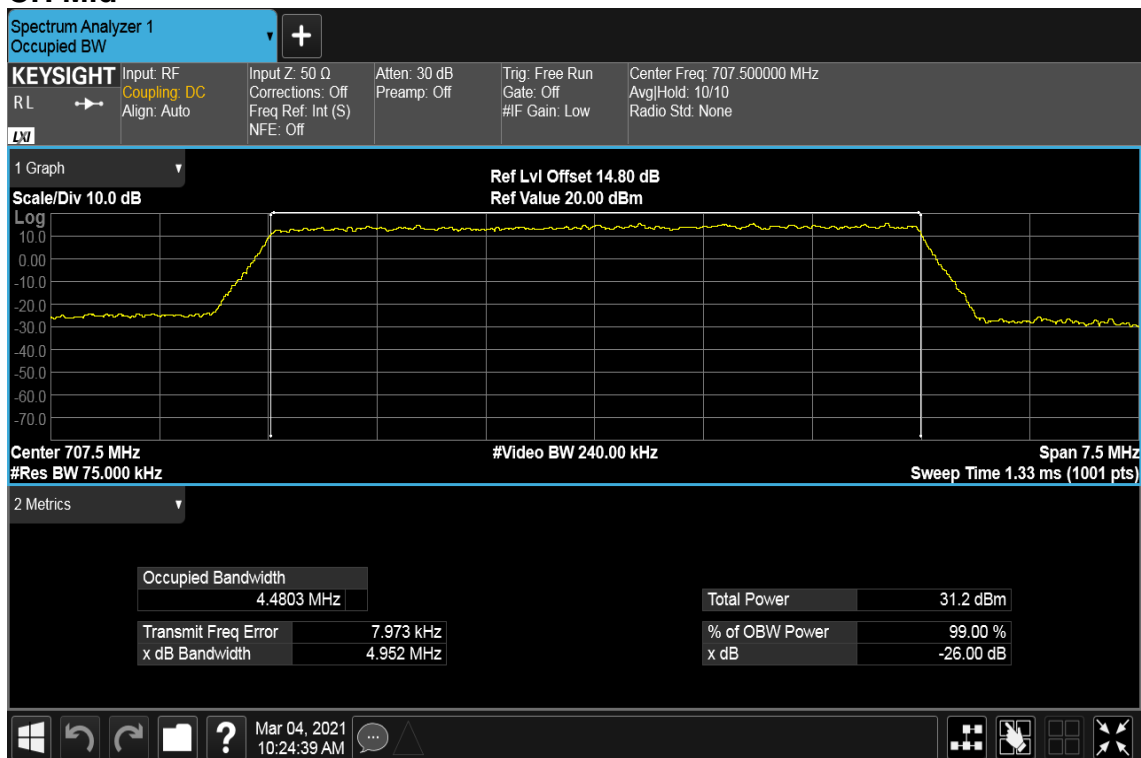 Spectrum Analyzer 1
Occupied BW
KEYSIGHT
RL
LXI
Input: RF
Coupling: DC
Align: Auto
Input Z: 50 Ω
Corrections: Off
Freq Ref: Int (S)
NFE: Off
Atten: 30 dB
Preamp: Off
Trig: Free Run
Gate: Off
#IF Gain: Low
Center Freq: 707.500000 MHz
Avg|Hold: 10/10
Radio Std: None
1 Graph
Scale/Div 10.0 dB
Ref Lvl Offset 14.80 dB
Ref Value 20.00 dBm
Log
10.0
0.00
-10.0
-20.0
-30.0
-40.0
-50.0
-60.0
-70.0
Center 707.5 MHz
#Video BW 240.00 kHz
Span 7.5 MHz
#Res BW 75.000 kHz
Sweep Time 1.33 ms (1001 pts)
2 Metrics
Occupied Bandwidth
4.4803 MHz
Total Power 31.2 dBm
Transmit Freq Error 7.973 kHz
% of OBW Power 99.00 %
x dB Bandwidth 4.952 MHz
x dB -26.00 dB
Mar 04, 2021
10:24:39 AM